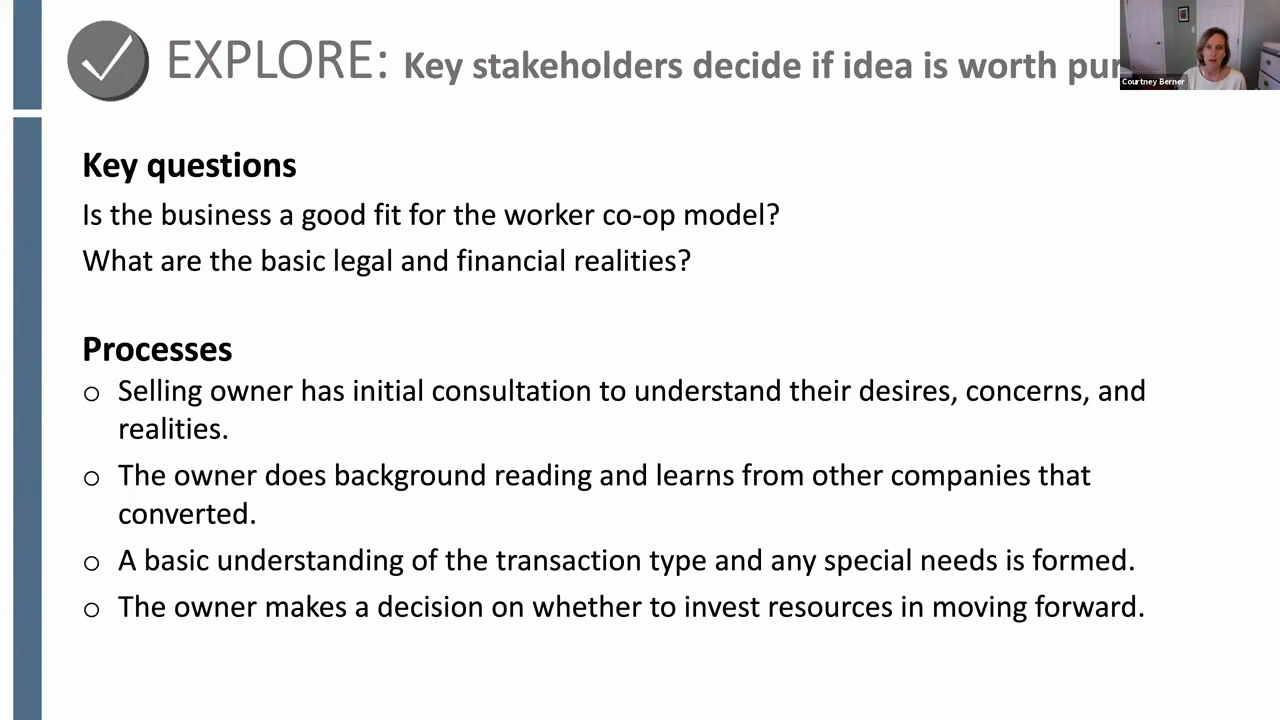 EXPLORE: Key stakeholders decide if idea is worth pur
Courtney Berner
Key questions
Is the business a good fit for the worker co-op model?
What are the basic legal and financial realities?
Processes
o Selling owner has initial consultation to understand their desires, concerns, and
realities.
o The owner does background reading and learns from other companies that
converted.
o A basic understanding of the transaction type and any special needs is formed.
o The owner makes a decision on whether to invest resources in moving forward.